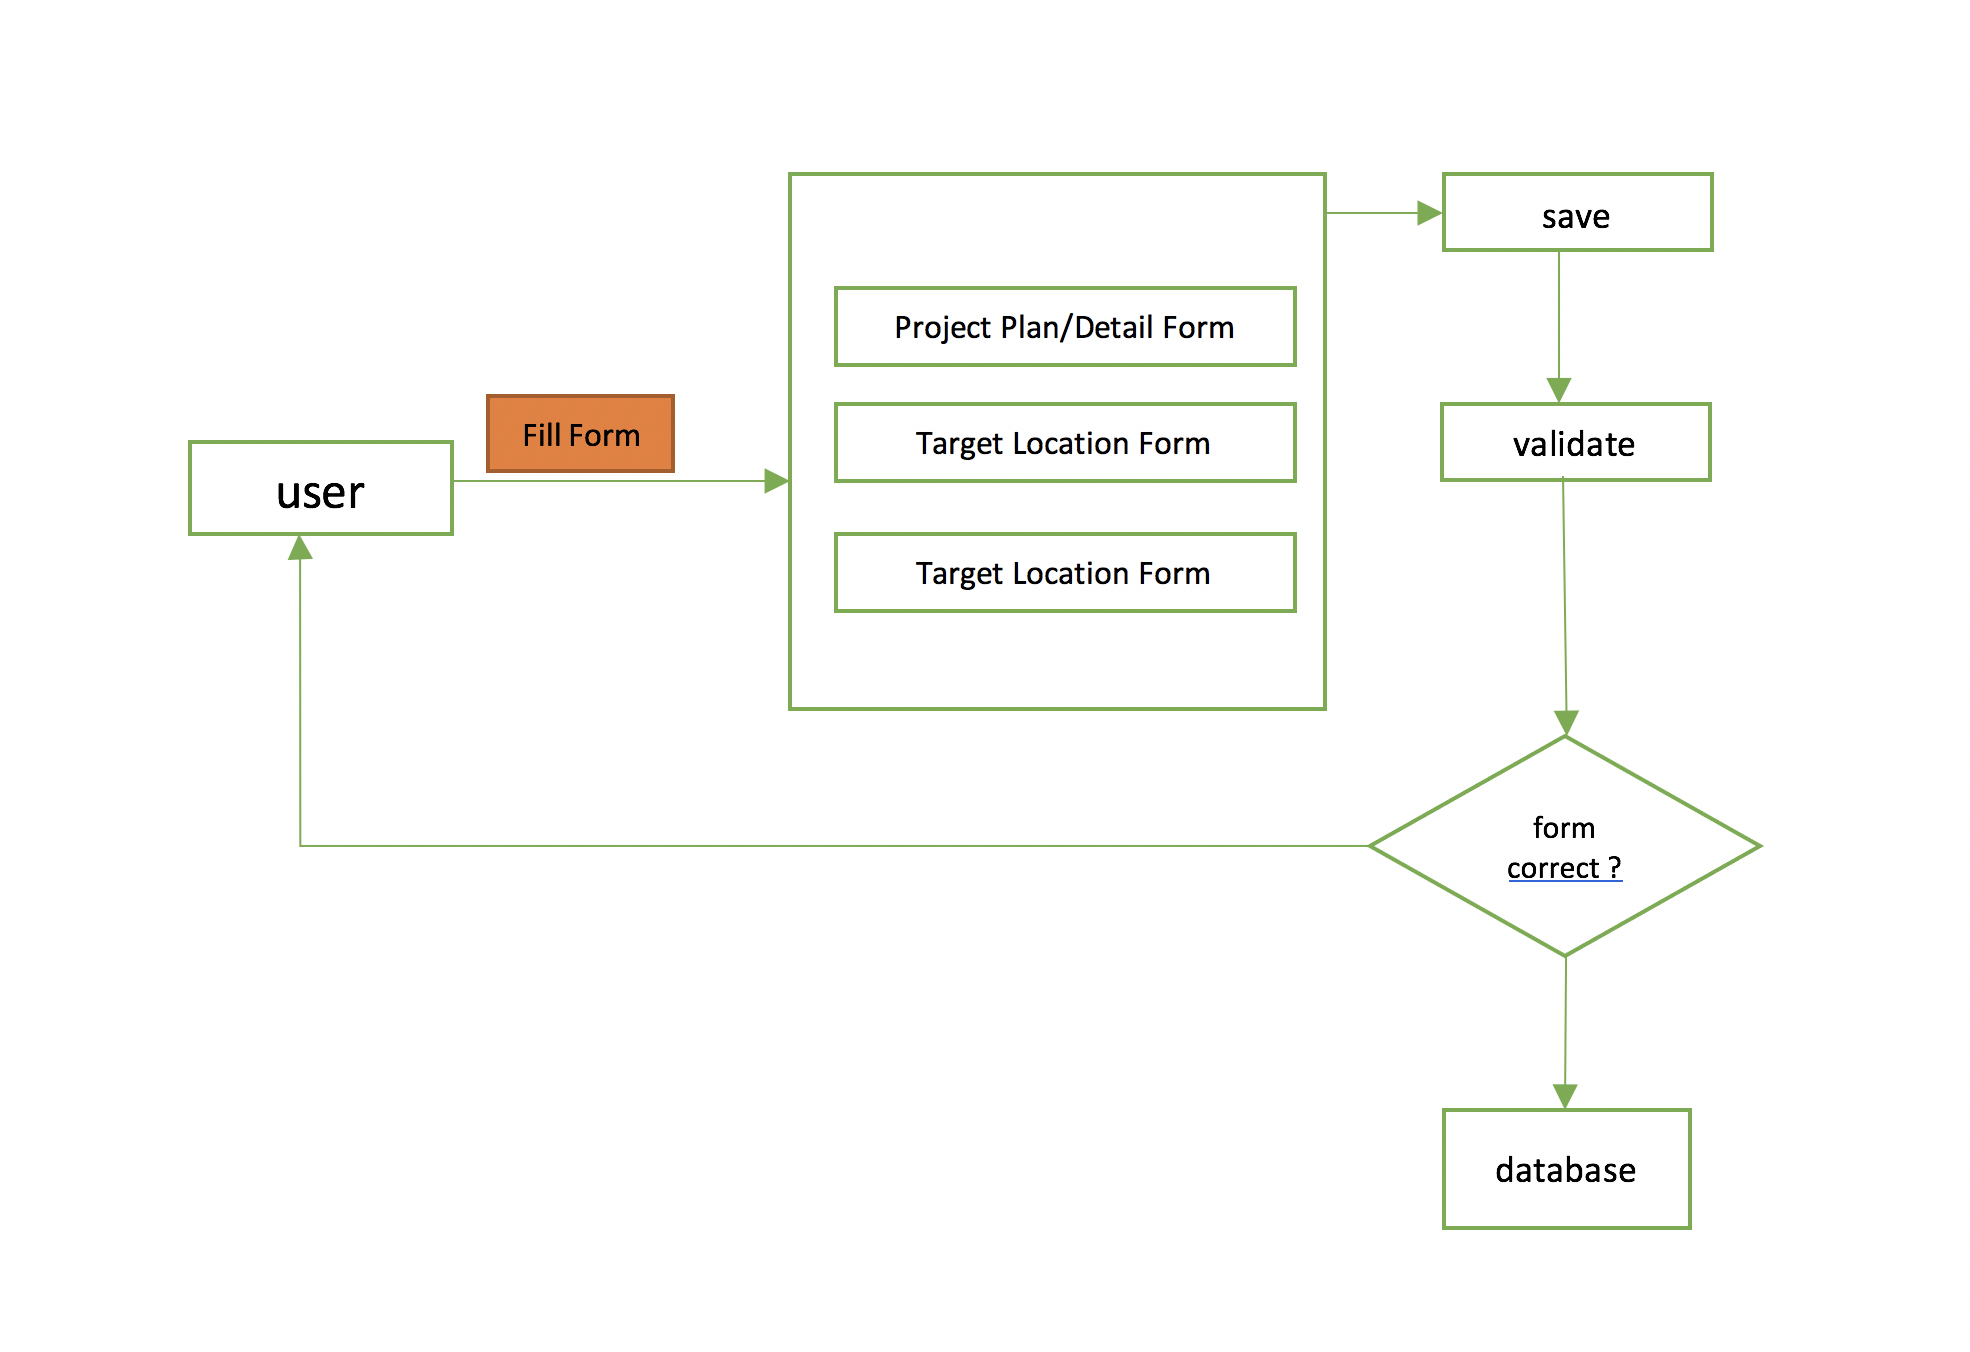 user
Fill Form
Project Plan/Detail Form
Target Location Form
Target Location Form
save
validate
form
correct ?
database